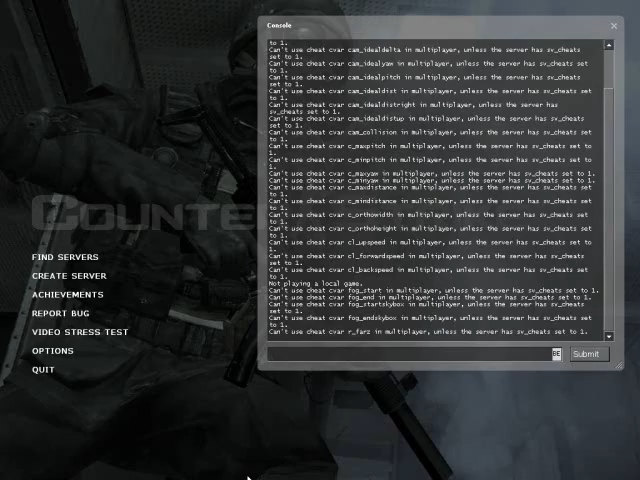 Console
to 1.
Can't use cheat cvar cam_idealdelta in multiplayer, unless the server has sv_cheats
set to 1.
Can't use cheat cvar cam_idealyaw in multiplayer, unless the server has sv_cheats set
to 1.
Can't use cheat cvar cam_idealpitch in multiplayer, unless the server has sv_cheats
set to 1.
Can't use cheat cvar cam_idealdist in multiplayer, unless the server has sv_cheats set
to 1.
Can't use cheat cvar cam_idealdistright in multiplayer, unless the server has
sv_cheats set to 1.
Can't use cheat cvar cam_idealdistup in multiplayer, unless the server has sv_cheats
set to 1.
Can't use cheat cvar cam_collision in multiplayer, unless the server has sv_cheats set
to 1.
Can't use cheat cvar c_maxpitch in multiplayer, unless the server has sv_cheats set to
1.
Can't use cheat cvar c_minpitch in multiplayer, unless the server has sv_cheats set to
1.
Can't use cheat cvar c_maxyaw in multiplayer, unless the server has sv_cheats set to 1.
Can't use cheat cvar c_minyaw in multiplayer, unless the server has sv_cheats set to 1.
Can't use cheat cvar c_maxdistance in multiplayer, unless the server has sv_cheats set
to 1.
Can't use cheat cvar c_mindistance in multiplayer, unless the server has sv_cheats set
to 1.
Can't use cheat cvar c_orthowidth in multiplayer, unless the server has sv_cheats set
to 1.
Can't use cheat cvar c_orthoheight in multiplayer, unless the server has sv_cheats set
to 1.
Can't use cheat cvar cl_upspeed in multiplayer, unless the server has sv_cheats set to
1.
Can't use cheat cvar cl_forwardspeed in multiplayer, unless the server has sv_cheats
set to 1.
Can't use cheat cvar cl_backspeed in multiplayer, unless the server has sv_cheats set
to 1.
Not playing a local game.
Can't use cheat cvar fog_start in multiplayer, unless the server has sv_cheats set to 1.
Can't use cheat cvar fog_end in multiplayer, unless the server has sv_cheats set to 1.
Can't use cheat cvar fog_startskybox in multiplayer, unless the server has sv_cheats
set to 1.
Can't use cheat cvar fog_endskybox in multiplayer, unless the server has sv_cheats set
to 1.
Can't use cheat cvar r_farz in multiplayer, unless the server has sv_cheats set to 1.
BE
Submit
COUNTE
FIND SERVERS
CREATE SERVER
ACHIEVEMENTS
REPORT BUG
VIDEO STRESS TEST
OPTIONS
QUIT